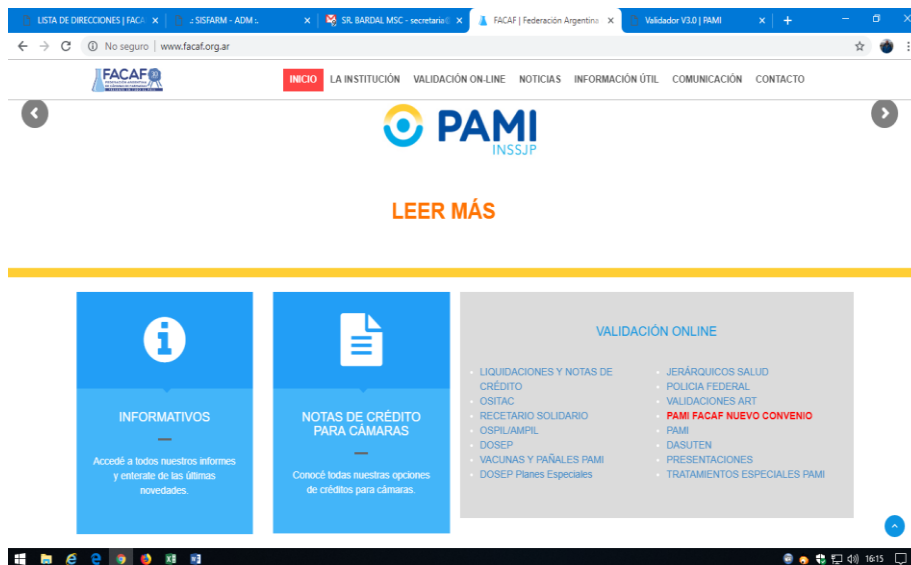 LISTA DE DIRECCIONES | FACA
.: SISFARM - ADM :.
SR. BARDAL MSC - secretaria
FACAF | Federación Argentina
Validador V3.0 | PAMI
No seguro | www.facaf.org.ar
FACAF
INICIO LA INSTITUCIÓN VALIDACIÓN ON-LINE NOTICIAS INFORMACIÓN ÚTIL COMUNICACIÓN CONTACTO
PAMI
INSSJP
LEER MÁS
INFORMATIVOS
Accedé a todos nuestros informes
y enterate de las últimas
novedades.
NOTAS DE CRÉDITO
PARA CÁMARAS
Conocé todas nuestras opciones
de créditos para cámaras.
VALIDACIÓN ONLINE
LIQUIDACIONES Y NOTAS DE
CRÉDITO
OSITAC
RECETARIO SOLIDARIO
OSPIL/AMPIL
DOSEP
VACUNAS Y PAÑALES PAMI
DOSEP Planes Especiales
JERÁRQUICOS SALUD
POLICIA FEDERAL
VALIDACIONES ART
PAMI FACAF NUEVO CONVENIO
PAMI
DASUTEN
PRESENTACIONES
TRATAMIENTOS ESPECIALES PAMI
16:15